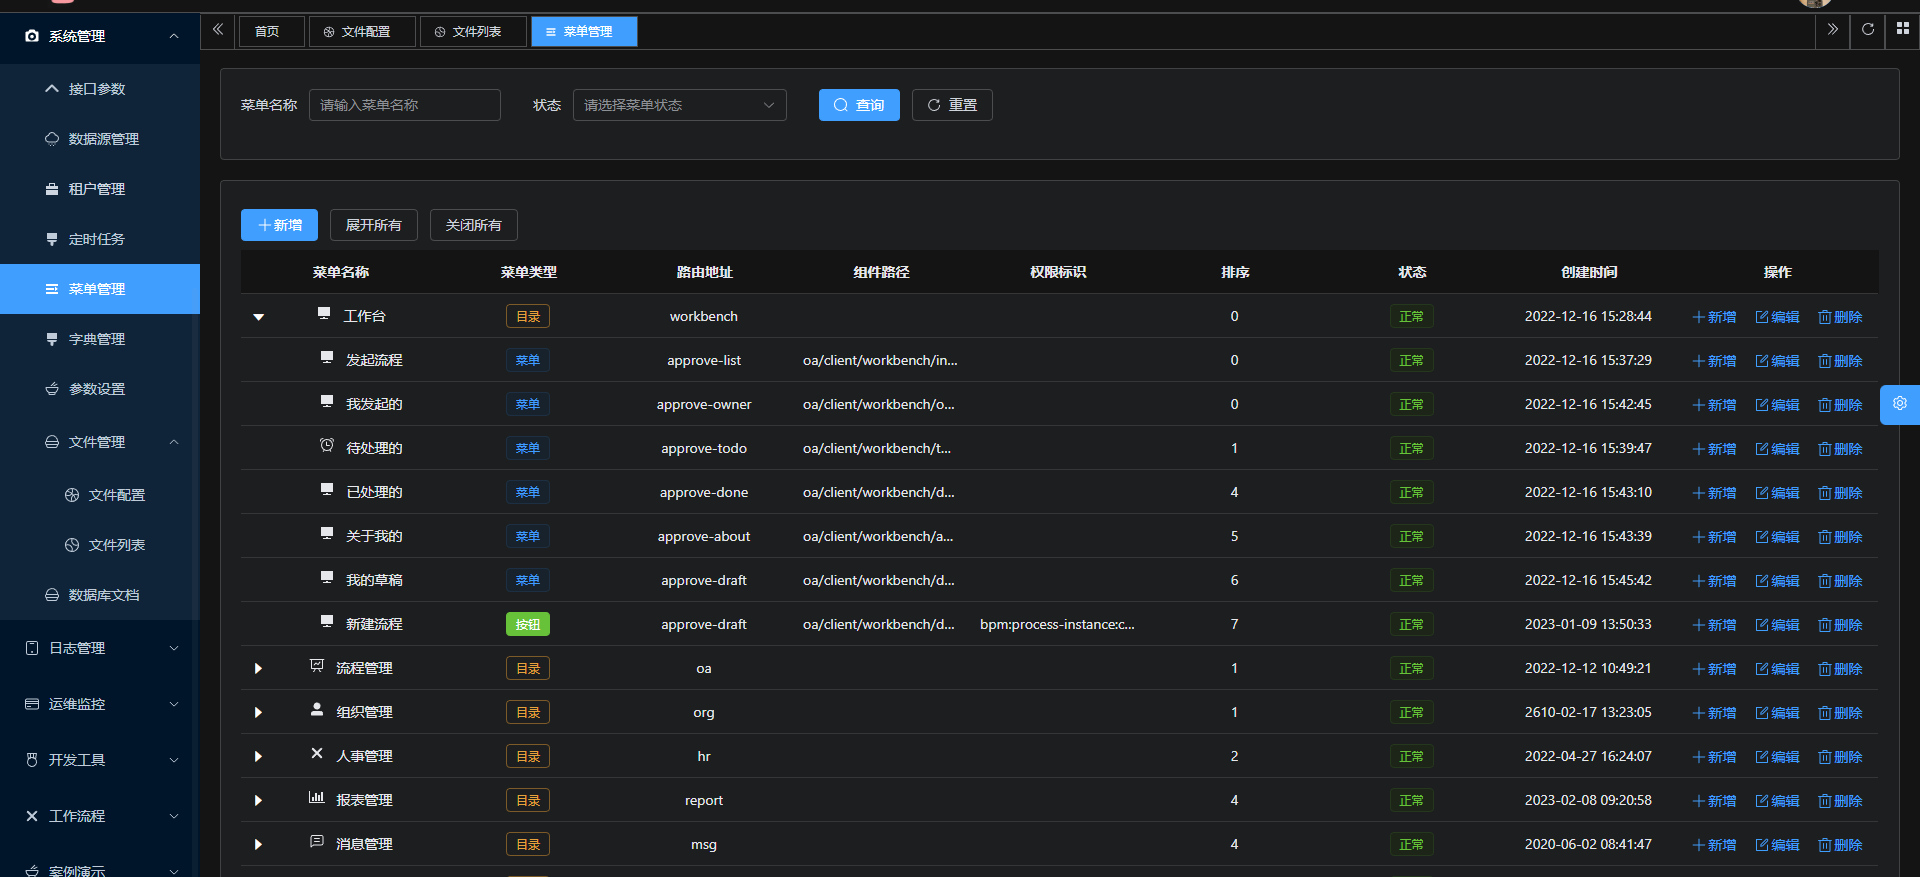 系统管理
接口参数
数据源管理
租户管理
定时任务
菜单管理
字典管理
参数设置
文件管理
文件配置
文件列表
数据库文档
日志管理
运维监控
开发工具
工作流程
案例演示
首页 文件配置 文件列表 菜单管理
菜单名称 请输入菜单名称 状态 请选择菜单状态 查询 重置
新增 展开所有 关闭所有
菜单名称 菜单类型 路由地址 组件路径 权限标识 排序 状态 创建时间 操作
工作台 目录 workbench 0 正常 2022-12-16 15:28:44 新增 编辑 删除
发起流程 菜单 approve-list oa/client/workbench/in... 0 正常 2022-12-16 15:37:29 新增 编辑 删除
我发起的 菜单 approve-owner oa/client/workbench/o... 0 正常 2022-12-16 15:42:45 新增 编辑 删除
待处理的 菜单 approve-todo oa/client/workbench/t... 1 正常 2022-12-16 15:39:47 新增 编辑 删除
已处理的 菜单 approve-done oa/client/workbench/d... 4 正常 2022-12-16 15:43:10 新增 编辑 删除
关于我的 菜单 approve-about oa/client/workbench/a... 5 正常 2022-12-16 15:43:39 新增 编辑 删除
我的草稿 菜单 approve-draft oa/client/workbench/d... 6 正常 2022-12-16 15:45:42 新增 编辑 删除
新建流程 按钮 approve-draft oa/client/workbench/d... bpm:process-instance:c... 7 正常 2023-01-09 13:50:33 新增 编辑 删除
流程管理 目录 oa 1 正常 2022-12-12 10:49:21 新增 编辑 删除
组织管理 目录 org 1 正常 2610-02-17 13:23:05 新增 编辑 删除
人事管理 目录 hr 2 正常 2022-04-27 16:24:07 新增 编辑 删除
报表管理 目录 report 4 正常 2023-02-08 09:20:58 新增 编辑 删除
消息管理 目录 msg 4 正常 2020-06-02 08:41:47 新增 编辑 删除